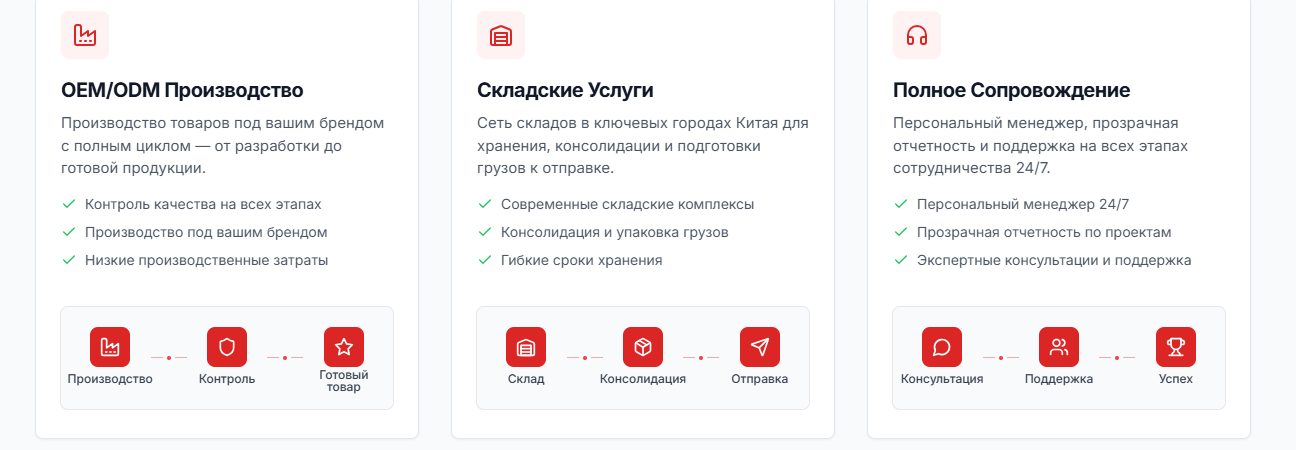 OEM/ODM Производство
Производство товаров под вашим брендом
с полным циклом — от разработки до
готовой продукции.
Контроль качества на всех этапах
Производство под вашим брендом
Низкие производственные затраты
Производство
Контроль
Готовый
товар
Складские Услуги
Сеть складов в ключевых городах Китая для
хранения, консолидации и подготовки
грузов к отправке.
Современные складские комплексы
Консолидация и упаковка грузов
Гибкие сроки хранения
Склад
Консолидация
Отправка
Полное Сопровождение
Персональный менеджер, прозрачная
отчетность и поддержка на всех этапах
сотрудничества 24/7.
Персональный менеджер 24/7
Прозрачная отчетность по проектам
Экспертные консультации и поддержка
Консультация
Поддержка
Успех